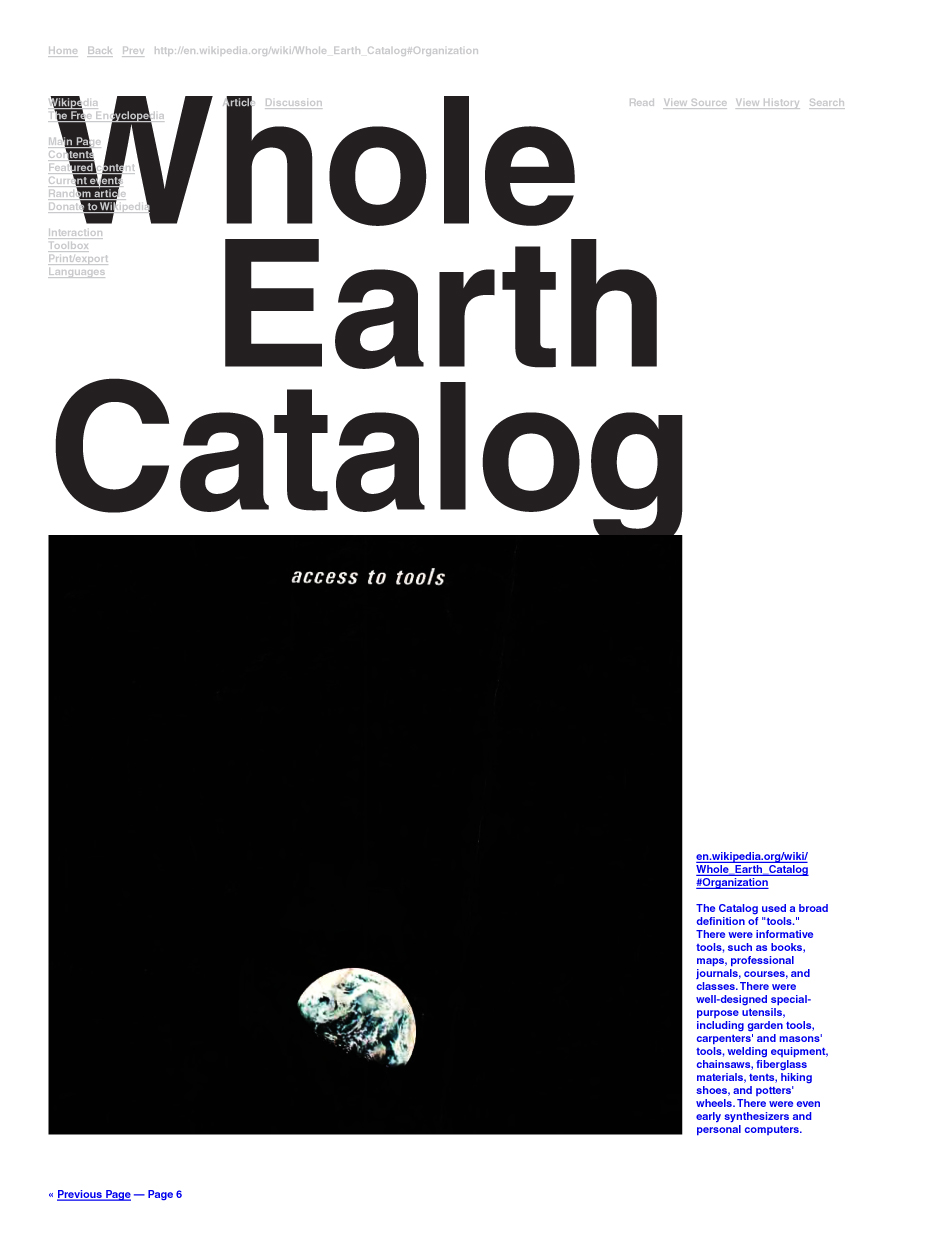 Home Back Prev http://en.wikipedia.org/wiki/Whole_Earth_Catalog#Organization
Wikipedia
The Free Encyclopedia
Article Discussion
Read View Source View History Search
Main Page
Contents
Featured content
Current events
Random article
Donate to Wikipedia
Interaction
Toolbox
Print/export
Languages
Whole
Earth
Catalog
access to tools
en.wikipedia.org/wiki/
Whole_Earth_Catalog
#Organization
The Catalog used a broad
definition of "tools."
There were informative
tools, such as books,
maps, professional
journals, courses, and
classes. There were
well-designed special-
purpose utensils,
including garden tools,
carpenters' and masons'
tools, welding equipment,
chainsaws, fiberglass
materials, tents, hiking
shoes, and potters'
wheels. There were even
early synthesizers and
personal computers.
« Previous Page — Page 6